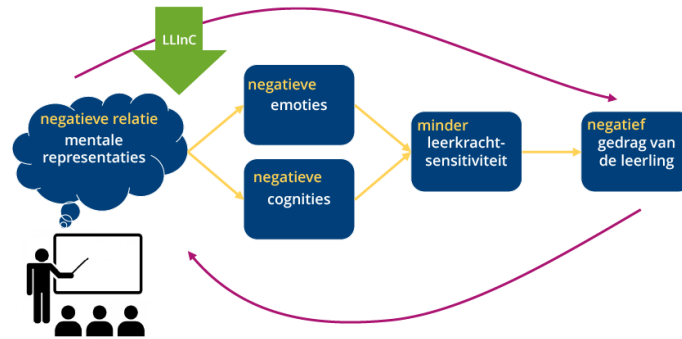 LLInC
negatieve relatie
mentale
representaties
negatieve
emoties
negatieve
cognities
minder
leerkracht-
sensitiviteit
negatief
gedrag van
de leerling